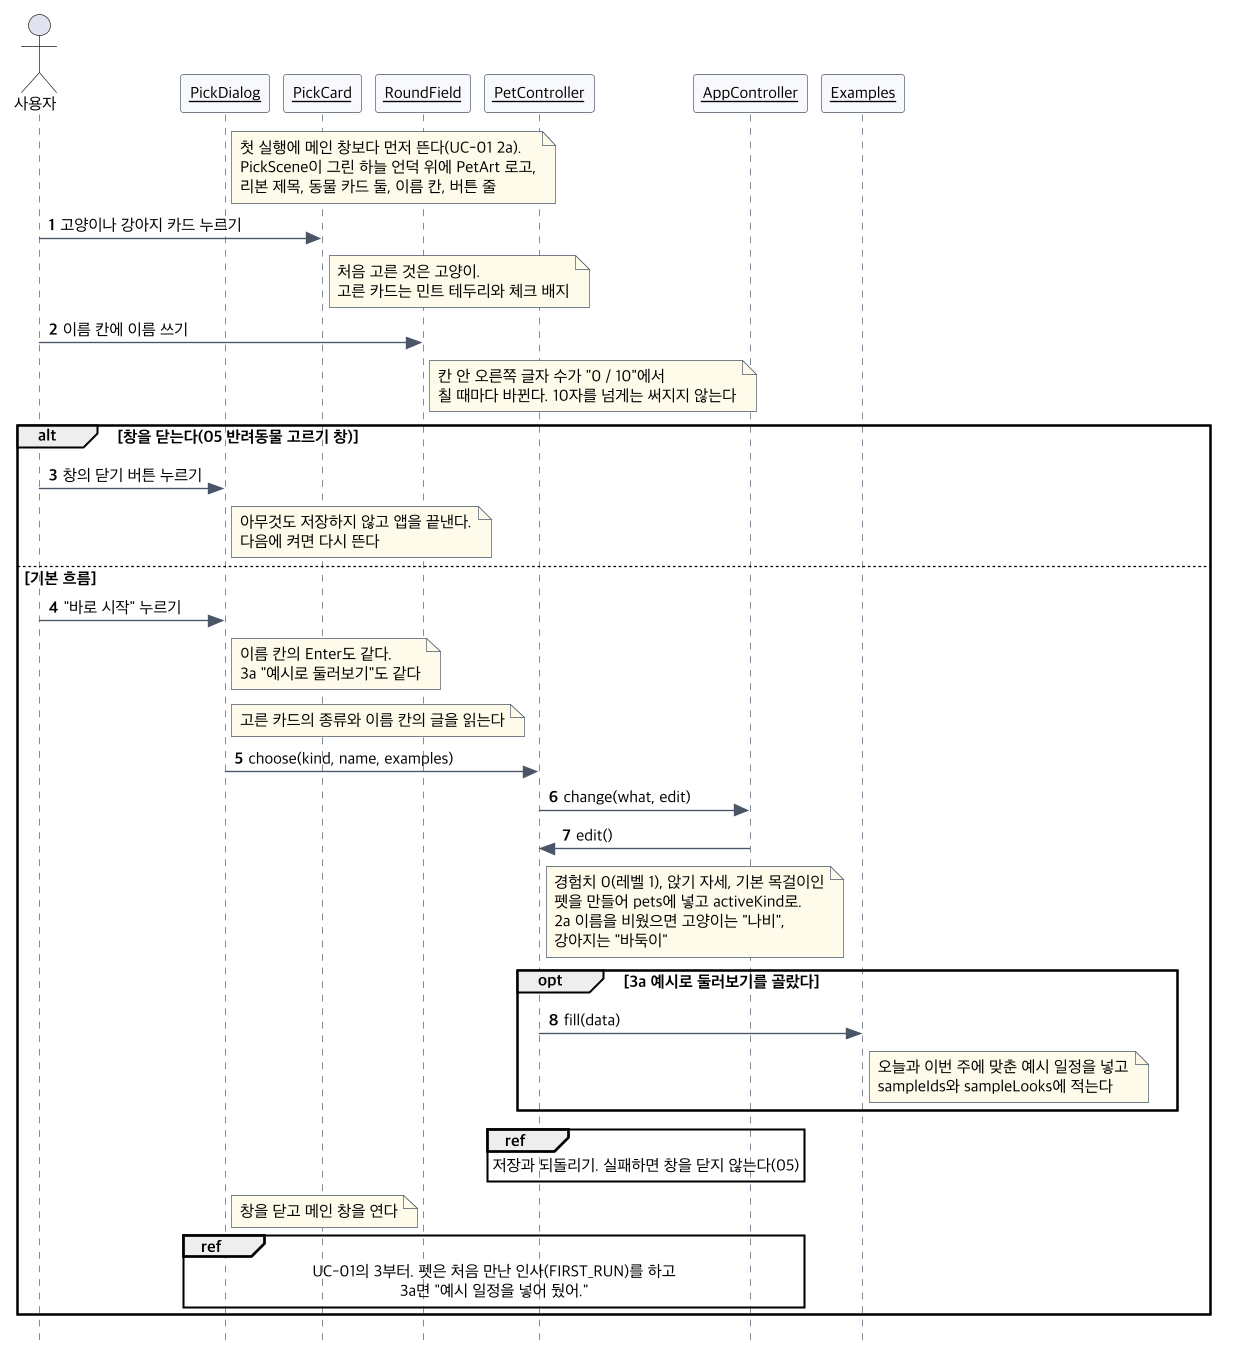 사용자
PickDialog
PickCard
RoundField
PetController
AppController
Examples
첫 실행에 메인 창보다 먼저 뜬다(UC-01 2a).
PickScene이 그린 하늘 언덕 위에 PetArt 로고,
리본 제목, 동물 카드 둘, 이름 칸, 버튼 줄
1 고양이나 강아지 카드 누르기
처음 고른 것은 고양이.
고른 카드는 민트 테두리와 체크 배지
2 이름 칸에 이름 쓰기
칸 안 오른쪽 글자 수가 "0 / 10"에서
칠 때마다 바뀐다. 10자를 넘게는 써지지 않는다
alt [창을 닫는다(05 반려동물 고르기 창)]
3 창의 닫기 버튼 누르기
아무것도 저장하지 않고 앱을 끝낸다.
다음에 켜면 다시 뜬다
[기본 흐름]
4 "바로 시작" 누르기
이름 칸의 Enter도 같다.
3a "예시로 둘러보기"도 같다
고른 카드의 종류와 이름 칸의 글을 읽는다
5 choose(kind, name, examples)
6 change(what, edit)
7 edit()
경험치 0(레벨 1), 앉기 자세, 기본 목걸이인
펫을 만들어 pets에 넣고 activeKind로.
2a 이름을 비웠으면 고양이는 "나비",
강아지는 "바둑이"
opt [3a 예시로 둘러보기를 골랐다]
8 fill(data)
오늘과 이번 주에 맞춘 예시 일정을 넣고
sampleIds와 sampleLooks에 적는다
ref
저장과 되돌리기. 실패하면 창을 닫지 않는다(05)
창을 닫고 메인 창을 연다
ref
UC-01의 3부터. 펫은 처음 만난 인사(FIRST_RUN)를 하고
3a면 "예시 일정을 넣어 뒀어."